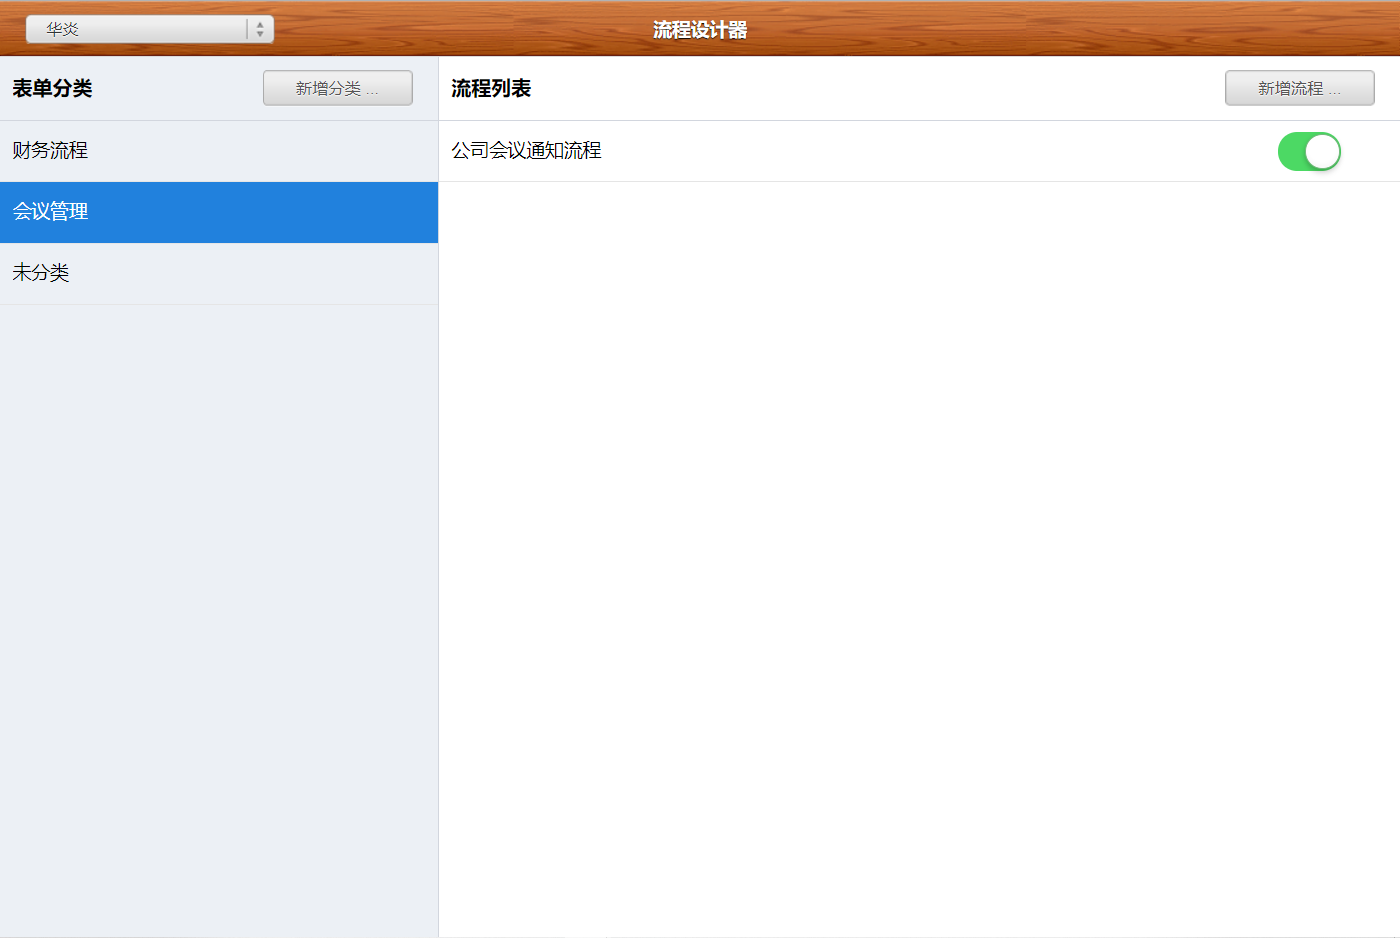 华炎
流程设计器
表单分类
新增分类 ...
流程列表
新增流程 ...
财务流程
公司会议通知流程
会议管理
未分类